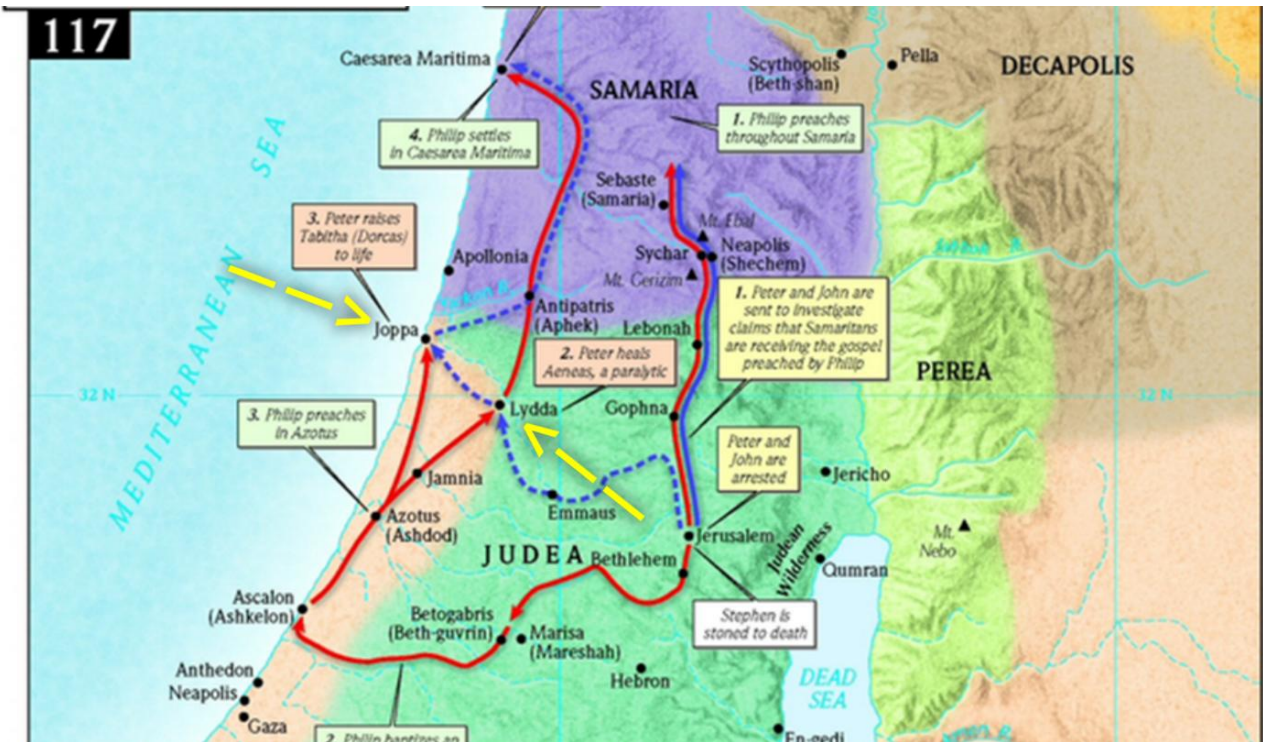 117
Caesarea Maritima
SAMARIA
Scythopolis
(Beth-shan)
Pella
DECAPOLIS
4. Philip settles
in Caesarea Maritima
1. Philip preaches
throughout Samaria
MEDITERRANEAN SEA
Sebaste
(Samaria)
Mt. Ebal
3. Peter raises
Tabitha (Dorcas)
to life
Apollonia
Sychar
Neapolis
(Shechem)
Mt. Gerizim
1. Peter and John are
sent to investigate
claims that Samaritans
are receiving the gospel
preached by Philip
Joppa
Antipatris
(Aphek)
Lebonah
2. Peter heals
Aeneas, a paralytic
PEREA
32 N
32 N
3. Philip preaches
in Azotus
Lydda
Gophna
Peter and
John are
arrested
Jamnia
Jericho
Emmaus
Azotus
(Ashdod)
Jerusalem
JUDEA
Bethlehem
Judean
Wilderness
Mt.
Nebo
Qumran
Ascalon
(Ashkelon)
Betogabris
(Beth-guvrin)
Marisa
(Mareshah)
Stephen is
stoned to death
Anthedon
Neapolis
Gaza
Hebron
DEAD
SEA
2. Philip baptizes an
En-gedi